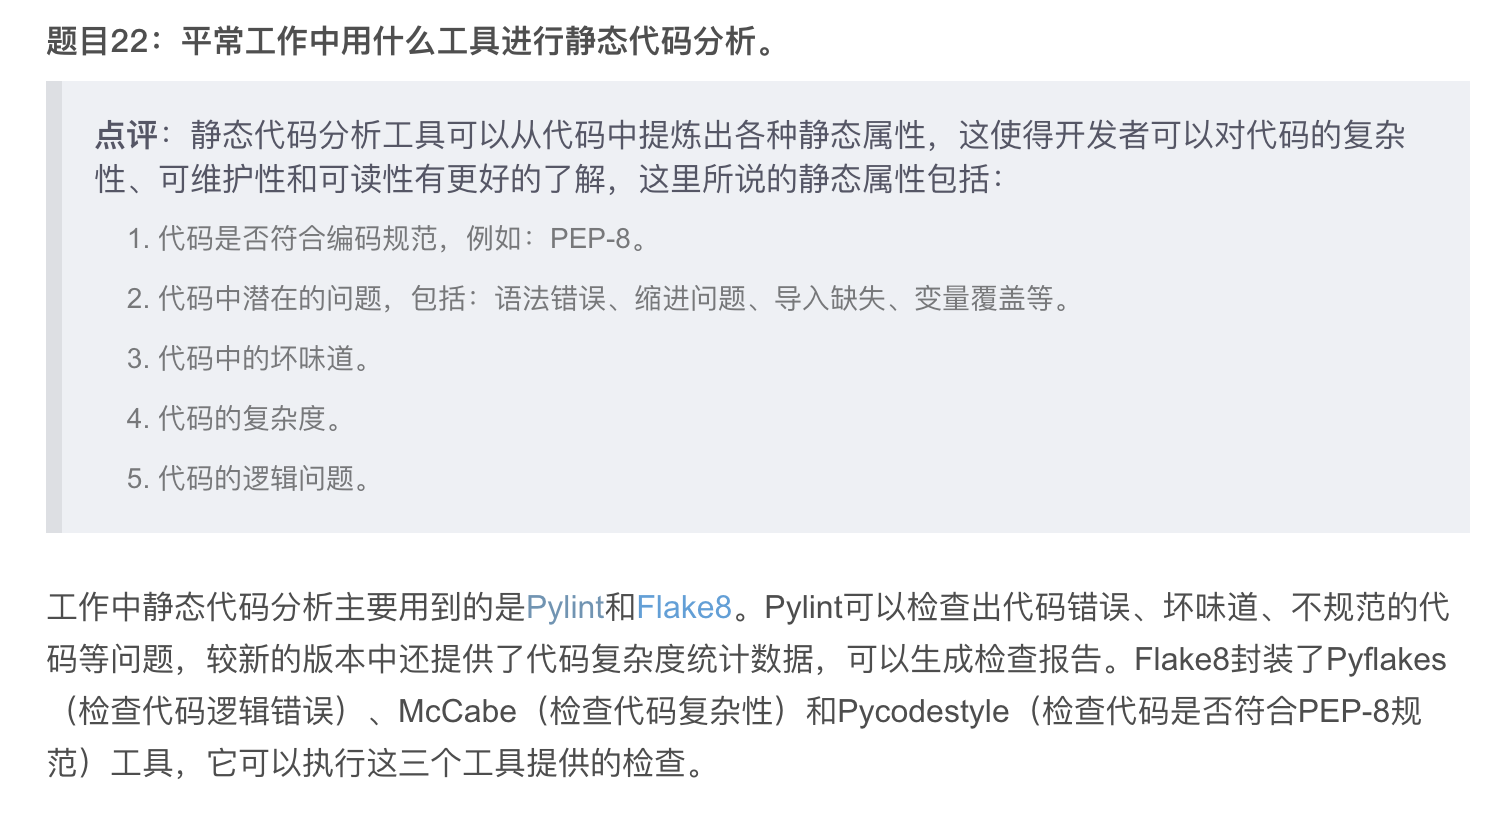 题目22：平常工作中用什么工具进行静态代码分析。
点评：静态代码分析工具可以从代码中提炼出各种静态属性，这使得开发者可以对代码的复杂
性、可维护性和可读性有更好的了解，这里所说的静态属性包括：
1. 代码是否符合编码规范，例如：PEP-8。
2. 代码中潜在的问题，包括：语法错误、缩进问题、导入缺失、变量覆盖等。
3. 代码中的坏味道。
4. 代码的复杂度。
5. 代码的逻辑问题。
工作中静态代码分析主要用到的是Pylint和Flake8。Pylint可以检查出代码错误、坏味道、不规范的代
码等问题，较新的版本中还提供了代码复杂度统计数据，可以生成检查报告。Flake8封装了Pyflakes
（检查代码逻辑错误）、McCabe（检查代码复杂性）和Pycodestyle（检查代码是否符合PEP-8规
范）工具，它可以执行这三个工具提供的检查。